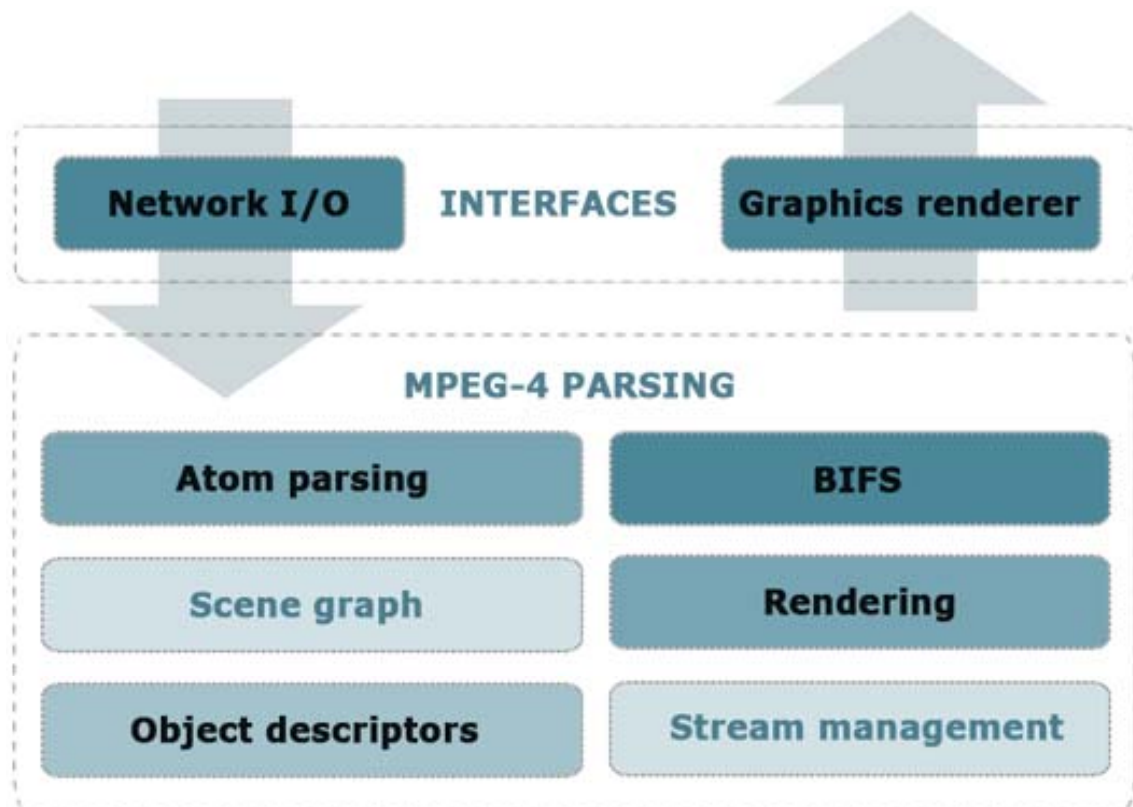 Network I/O
INTERFACES
Graphics renderer
MPEG-4 PARSING
Atom parsing
BIFS
Scene graph
Rendering
Object descriptors
Stream management